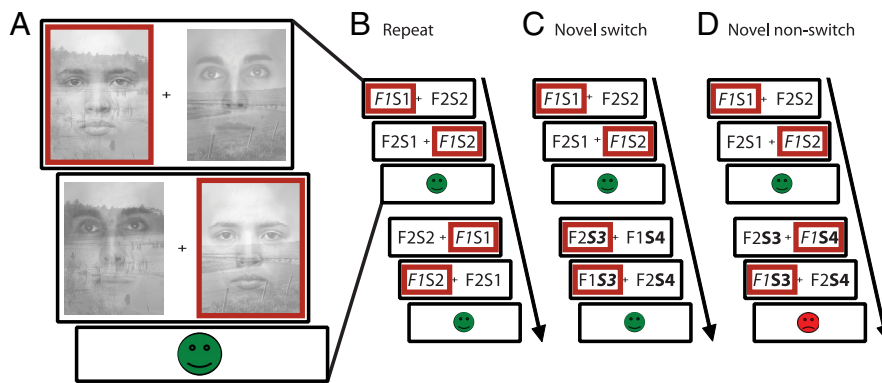 A
B Repeat
C Novel switch
D Novel non-switch
+
+
F1S1 + F2S2
F2S1 + F1S2
F2S2 + F1S1
F1S2 + F2S1
F1S1 + F2S2
F2S1 + F1S2
F2S3 + F1S4
F1S3 + F2S4
F1S1 + F2S2
F2S1 + F1S2
F2S3 + F1S4
F1S3 + F2S4